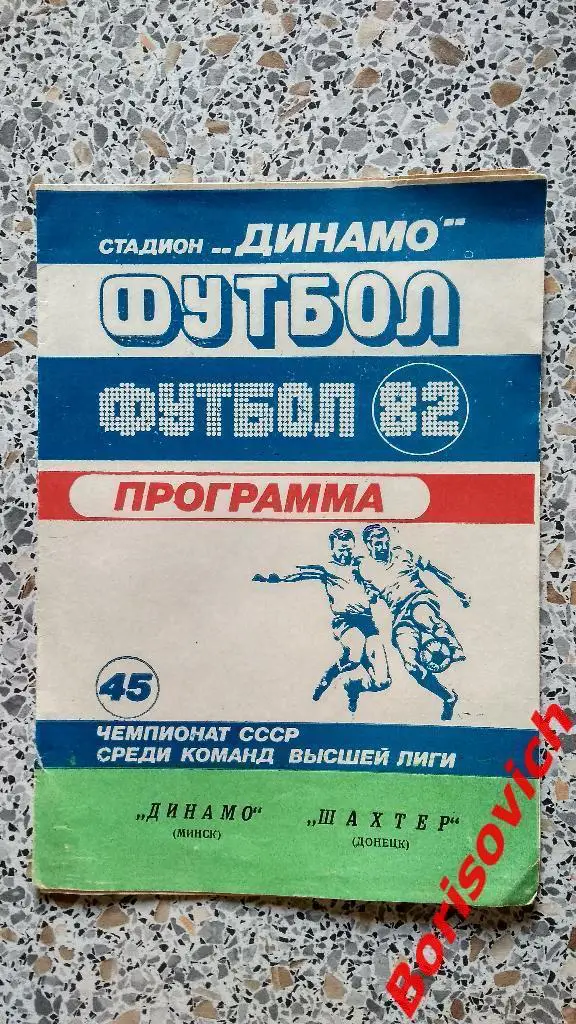 СТАДИОН „ДИНАМО“
ФУТБОЛ
ФУТБОЛ 82
ПРОГРАММА
45
ЧЕМПИОНАТ СССР
СРЕДИ КОМАНД ВЫСШЕЙ ЛИГИ
„ДИНАМО“ „ШАХТЕР“
(МИНСК) (ДОНЕЦК)
Borisovich